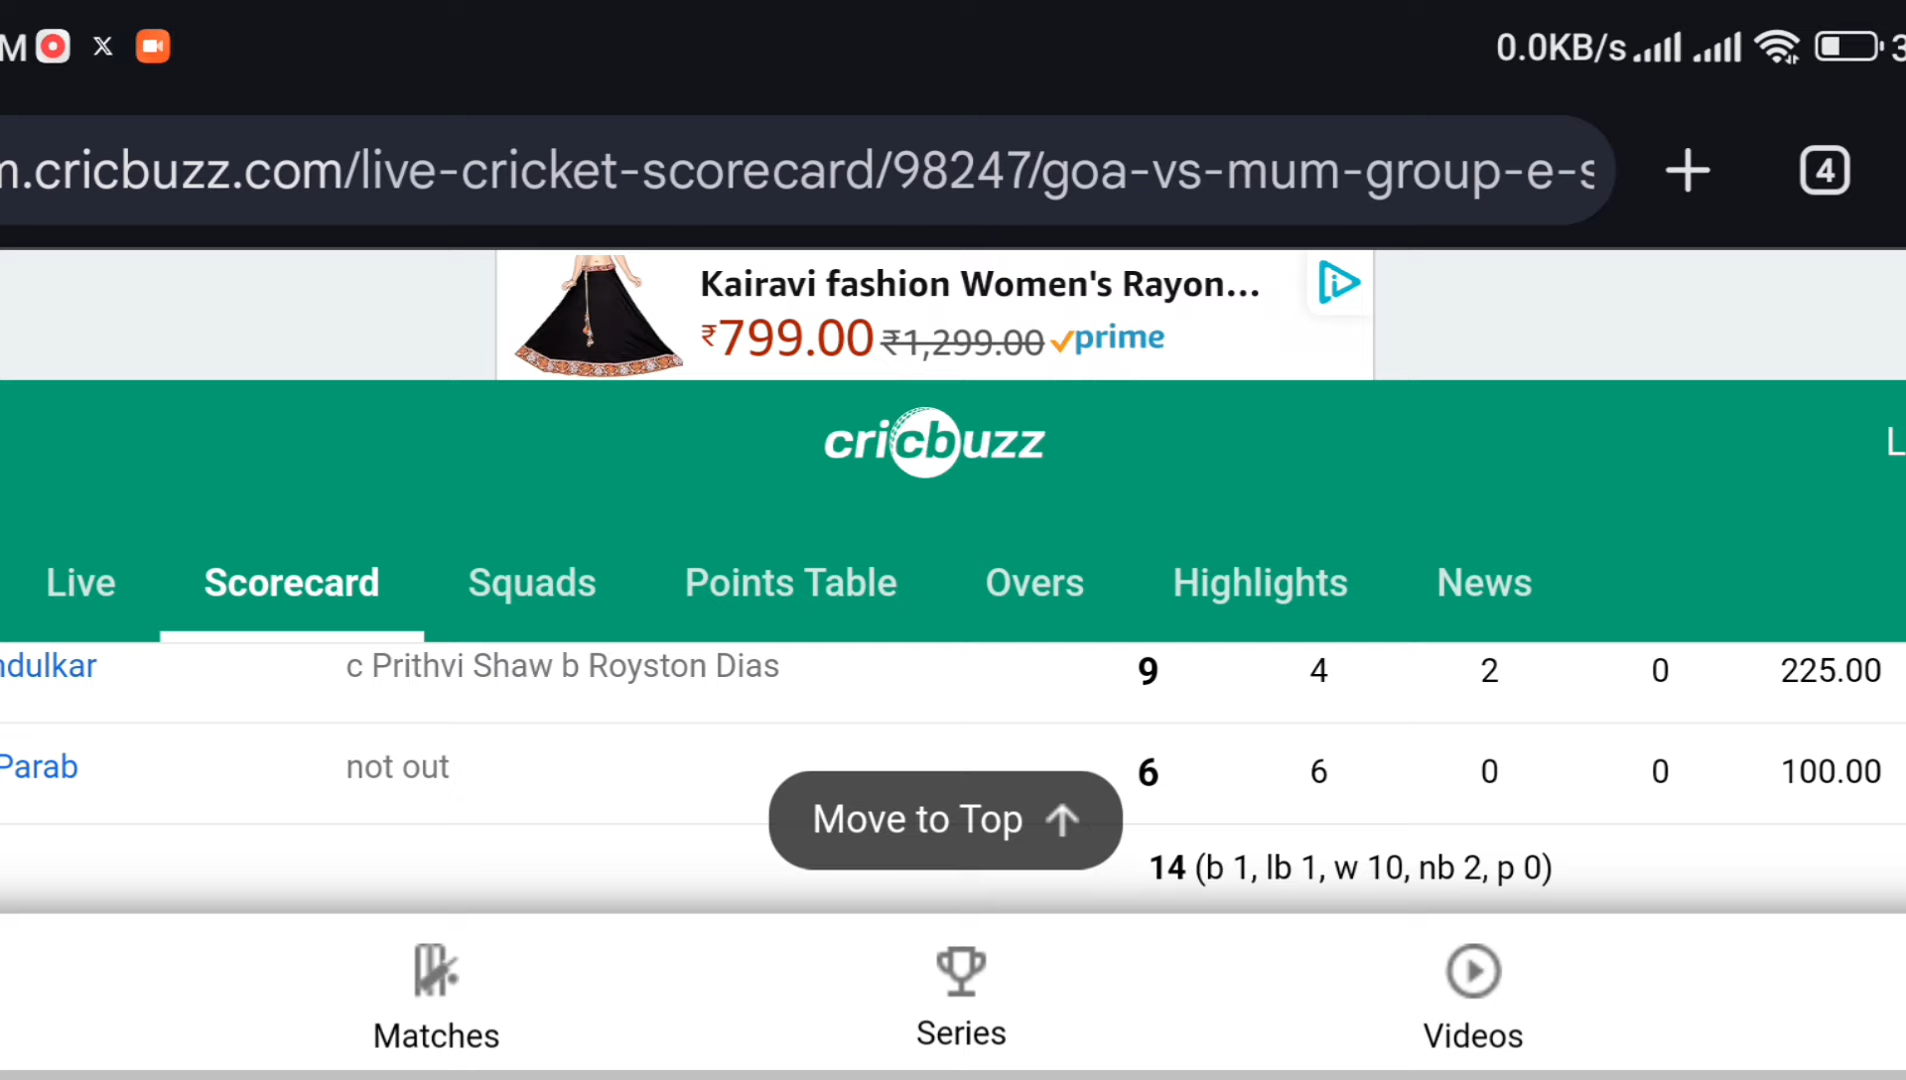 M X 0.0KB/s 3
m.cricbuzz.com/live-cricket-scorecard/98247/goa-vs-mum-group-e-s + 4
Kairavi fashion Women's Rayon...
₹799.00 ₹1,299.00 prime
cricbuzz L
Live Scorecard Squads Points Table Overs Highlights News
ndulkar c Prithvi Shaw b Royston Dias 9 4 2 0 225.00
Parab not out 6 6 0 0 100.00
Move to Top
14 (b 1, lb 1, w 10, nb 2, p 0)
Matches Series Videos